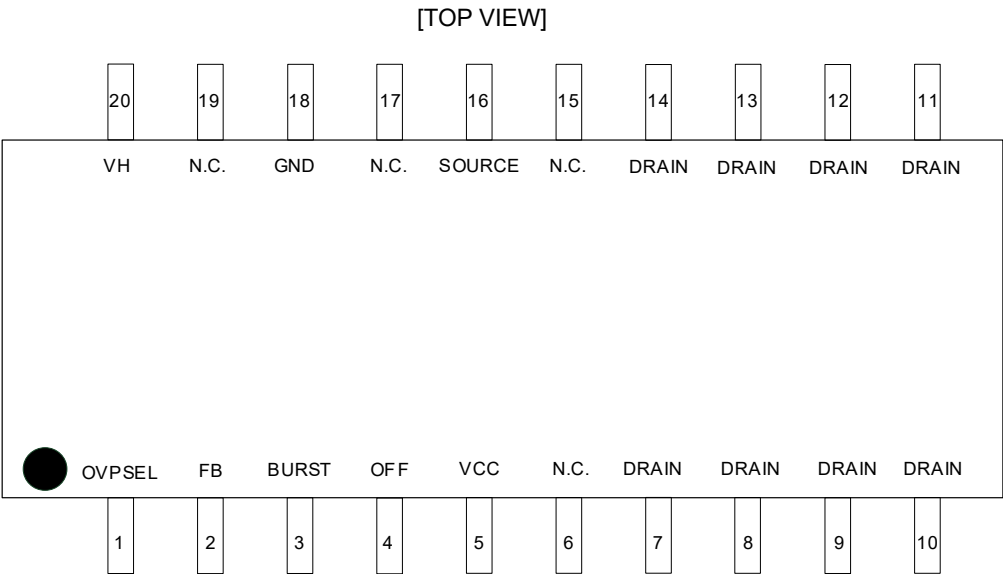 [TOP VIEW]
20 19 18 17 16 15 14 13 12 11
VH N.C. GND N.C. SOURCE N.C. DRAIN DRAIN DRAIN DRAIN
OVPSEL FB BURST OFF VCC N.C. DRAIN DRAIN DRAIN DRAIN
1 2 3 4 5 6 7 8 9 10